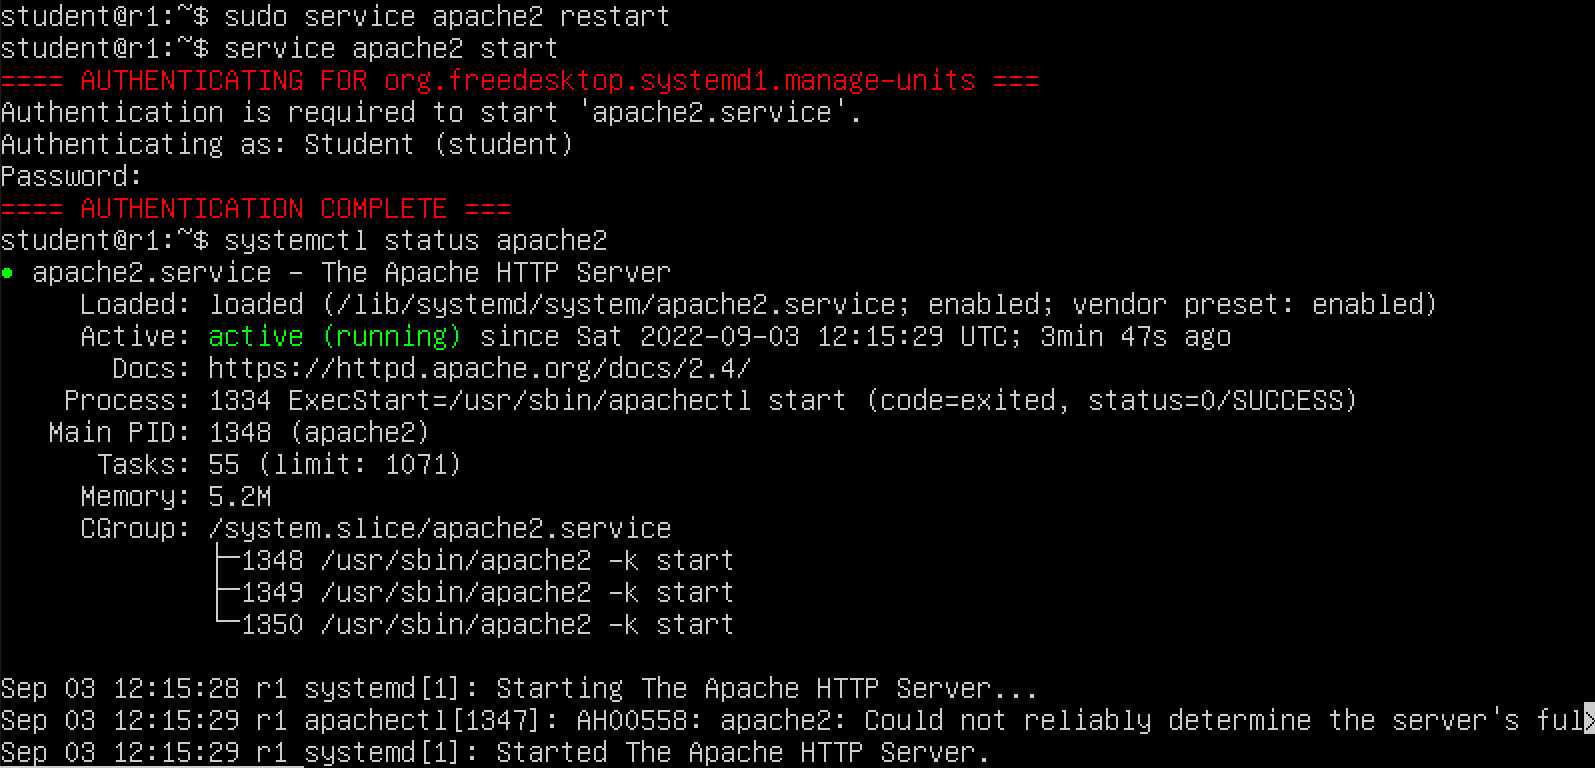 student@r1:~$ sudo service apache2 restart
student@r1:~$ service apache2 start
==== AUTHENTICATING FOR org.freedesktop.systemd1.manage-units ===
Authentication is required to start 'apache2.service'.
Authenticating as: Student (student)
Password:
==== AUTHENTICATION COMPLETE ===
student@r1:~$ systemctl status apache2
● apache2.service - The Apache HTTP Server
     Loaded: loaded (/lib/systemd/system/apache2.service; enabled; vendor preset: enabled)
     Active: active (running) since Sat 2022-09-03 12:15:29 UTC; 3min 47s ago
       Docs: https://httpd.apache.org/docs/2.4/
    Process: 1334 ExecStart=/usr/sbin/apachectl start (code=exited, status=0/SUCCESS)
   Main PID: 1348 (apache2)
      Tasks: 55 (limit: 1071)
     Memory: 5.2M
     CGroup: /system.slice/apache2.service
             ├─1348 /usr/sbin/apache2 -k start
             ├─1349 /usr/sbin/apache2 -k start
             └─1350 /usr/sbin/apache2 -k start
Sep 03 12:15:28 r1 systemd[1]: Starting The Apache HTTP Server...
Sep 03 12:15:29 r1 apachectl[1347]: AH00558: apache2: Could not reliably determine the server's ful>
Sep 03 12:15:29 r1 systemd[1]: Started The Apache HTTP Server.